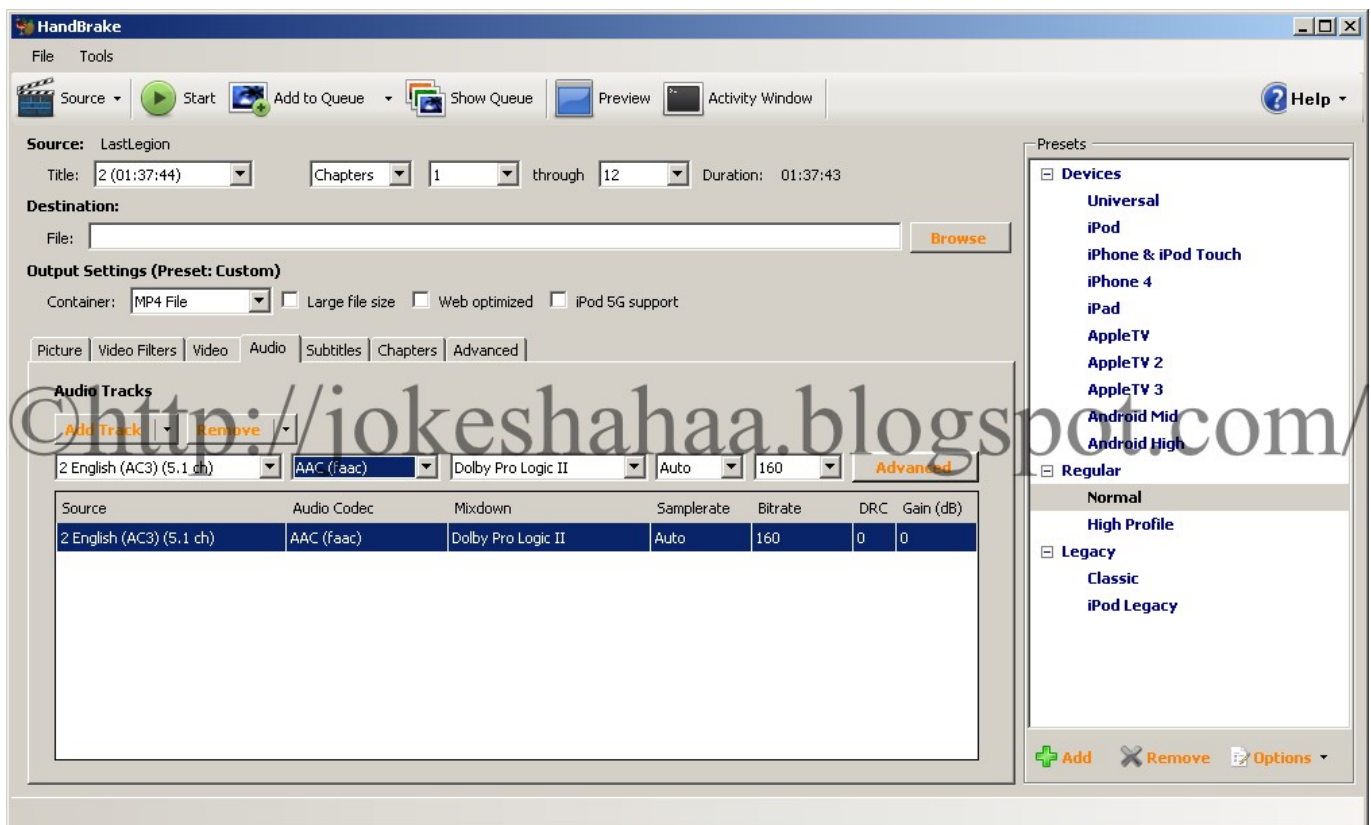 HandBrake
File Tools
Source Start Add to Queue Show Queue Preview Activity Window Help
Source: LastLegion
Title: 2 (01:37:44) Chapters 1 through 12 Duration: 01:37:43
Destination:
File: Browse
Output Settings (Preset: Custom)
Container: MP4 File Large file size Web optimized iPod 5G support
Picture Video Filters Video Audio Subtitles Chapters Advanced
Audio Tracks
Add Track Remove
2 English (AC3) (5.1 ch) AAC (faac) Dolby Pro Logic II Auto 160 Advanced
Source Audio Codec Mixdown Samplerate Bitrate DRC Gain (dB)
2 English (AC3) (5.1 ch) AAC (faac) Dolby Pro Logic II Auto 160 0 0
Presets
Devices
Universal
iPod
iPhone & iPod Touch
iPhone 4
iPad
AppleTV
AppleTV 2
AppleTV 3
Android Mid
Android High
Regular
Normal
High Profile
Legacy
Classic
iPod Legacy
Add Remove Options
©http://jokeshahaa.blogspot.com/